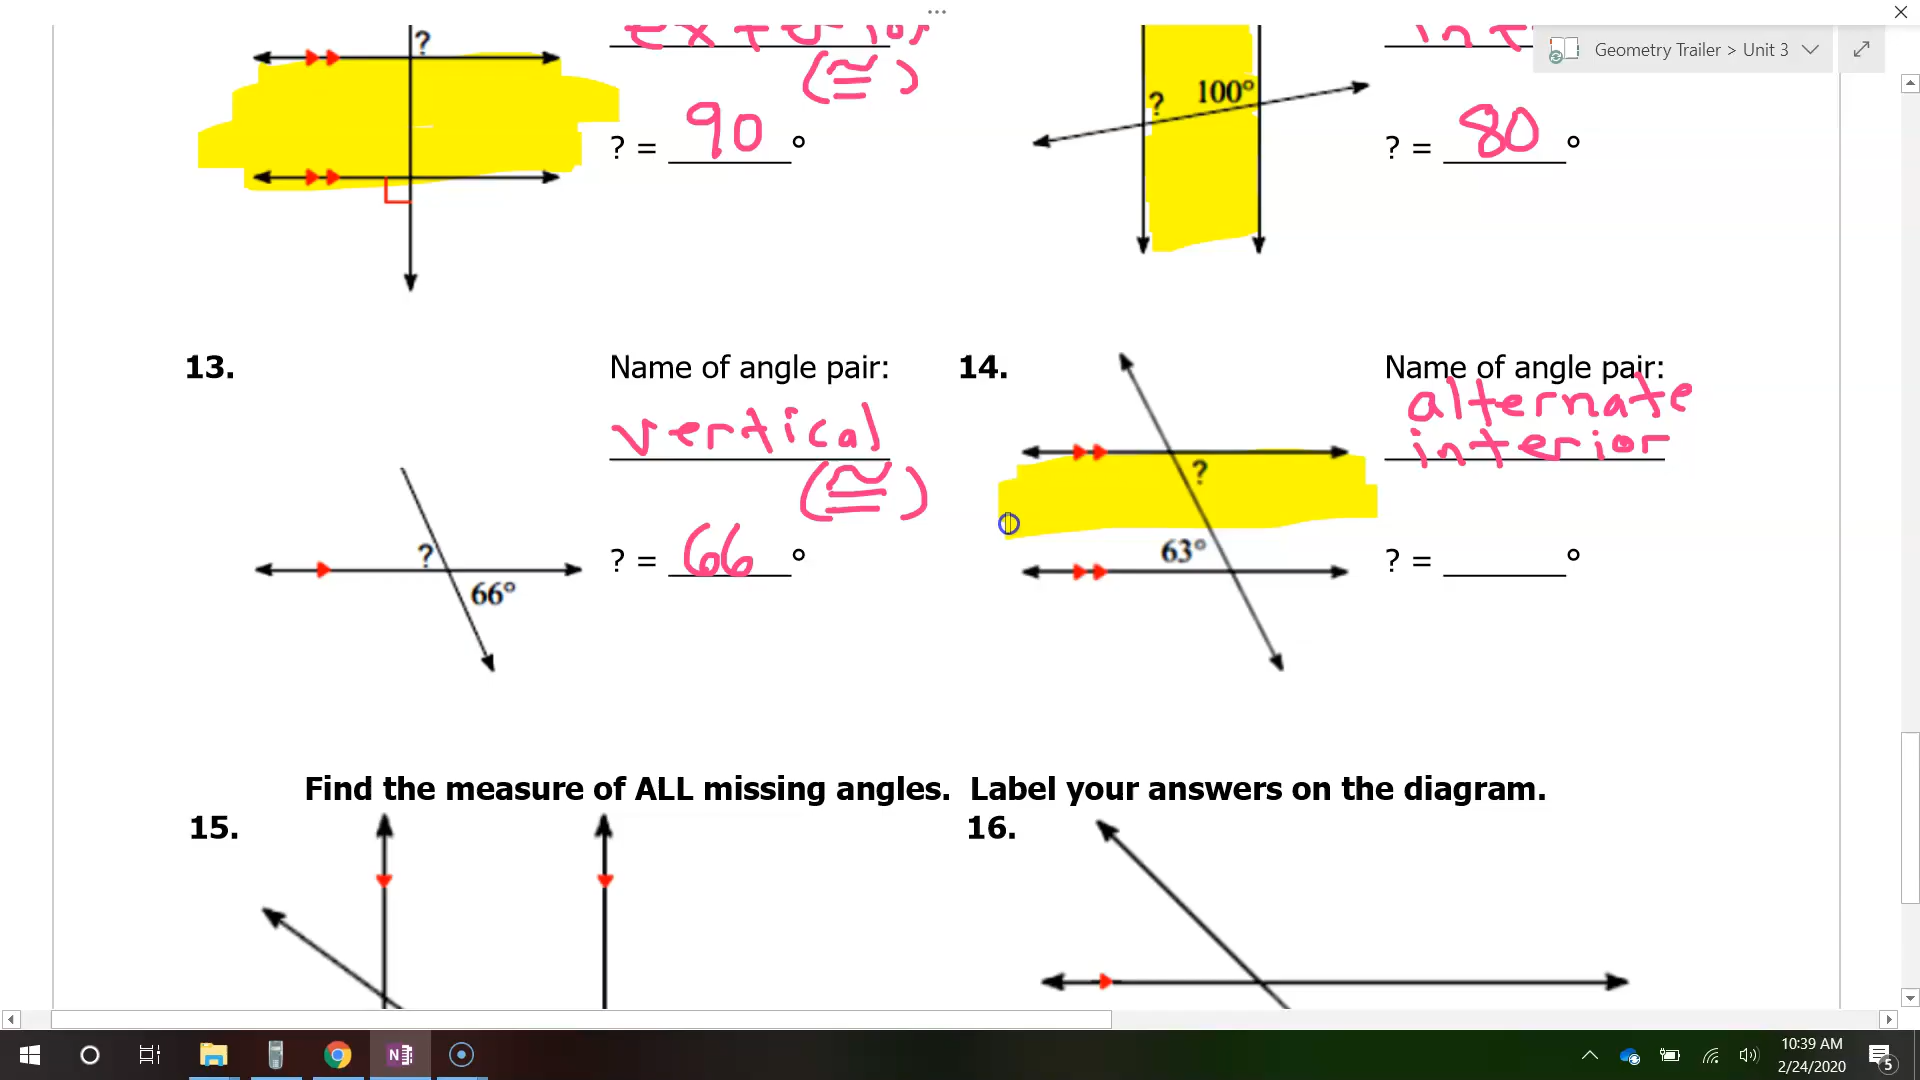 Geometry Trailer > Unit 3
?
(≅)
? = 90 °
? 100°
? = 80 °
13.
Name of angle pair:
vertical
(≅)
? 66°
? = 66 °
14.
Name of angle pair:
alternate
interior
?
63°
? = ______ °
Find the measure of ALL missing angles. Label your answers on the diagram.
15.
16.
10:39 AM
2/24/2020
5